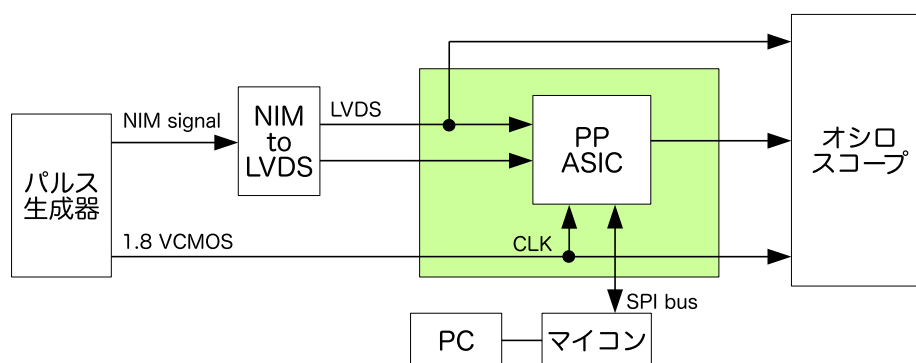 パルス
生成器
NIM signal
1.8 VCMOS
NIM
to
LVDS
LVDS
PP
ASIC
CLK
オシロ
スコープ
SPI bus
PC
マイコン